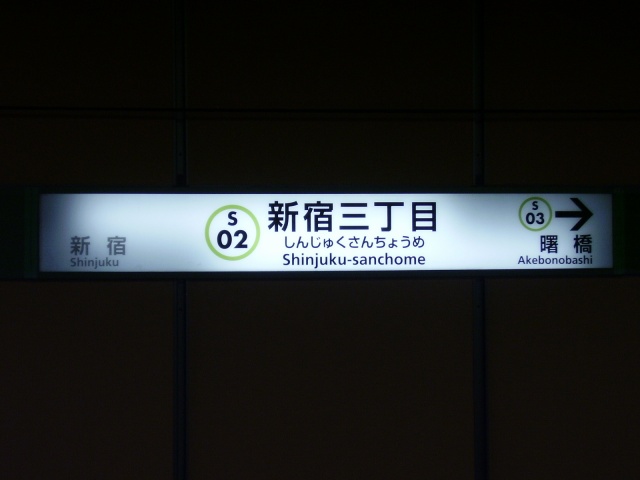 新宿
Shinjuku
S
02
新宿三丁目
しんじゅくさんちょうめ
Shinjuku-sanchome
S
03
曙橋
Akebonobashi